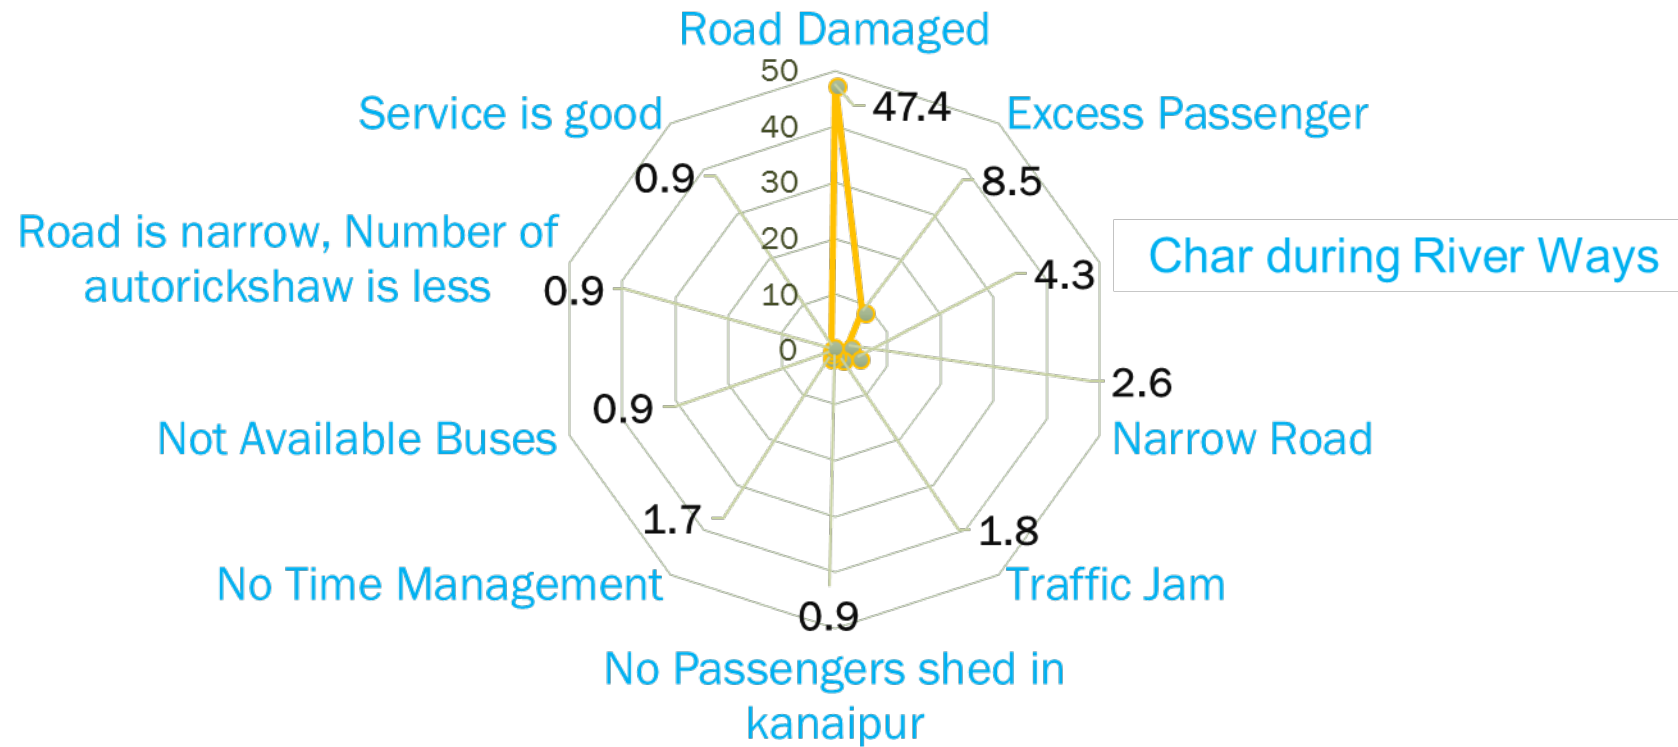 Road Damaged
50
47.4
Service is good
Excess Passenger
40
0.9
30
8.5
Road is narrow, Number of
autorickshaw is less
20
Char during River Ways
0.9
4.3
10
0
2.6
0.9
Not Available Buses
Narrow Road
1.7
1.8
No Time Management
Traffic Jam
0.9
No Passengers shed in
kanaipur